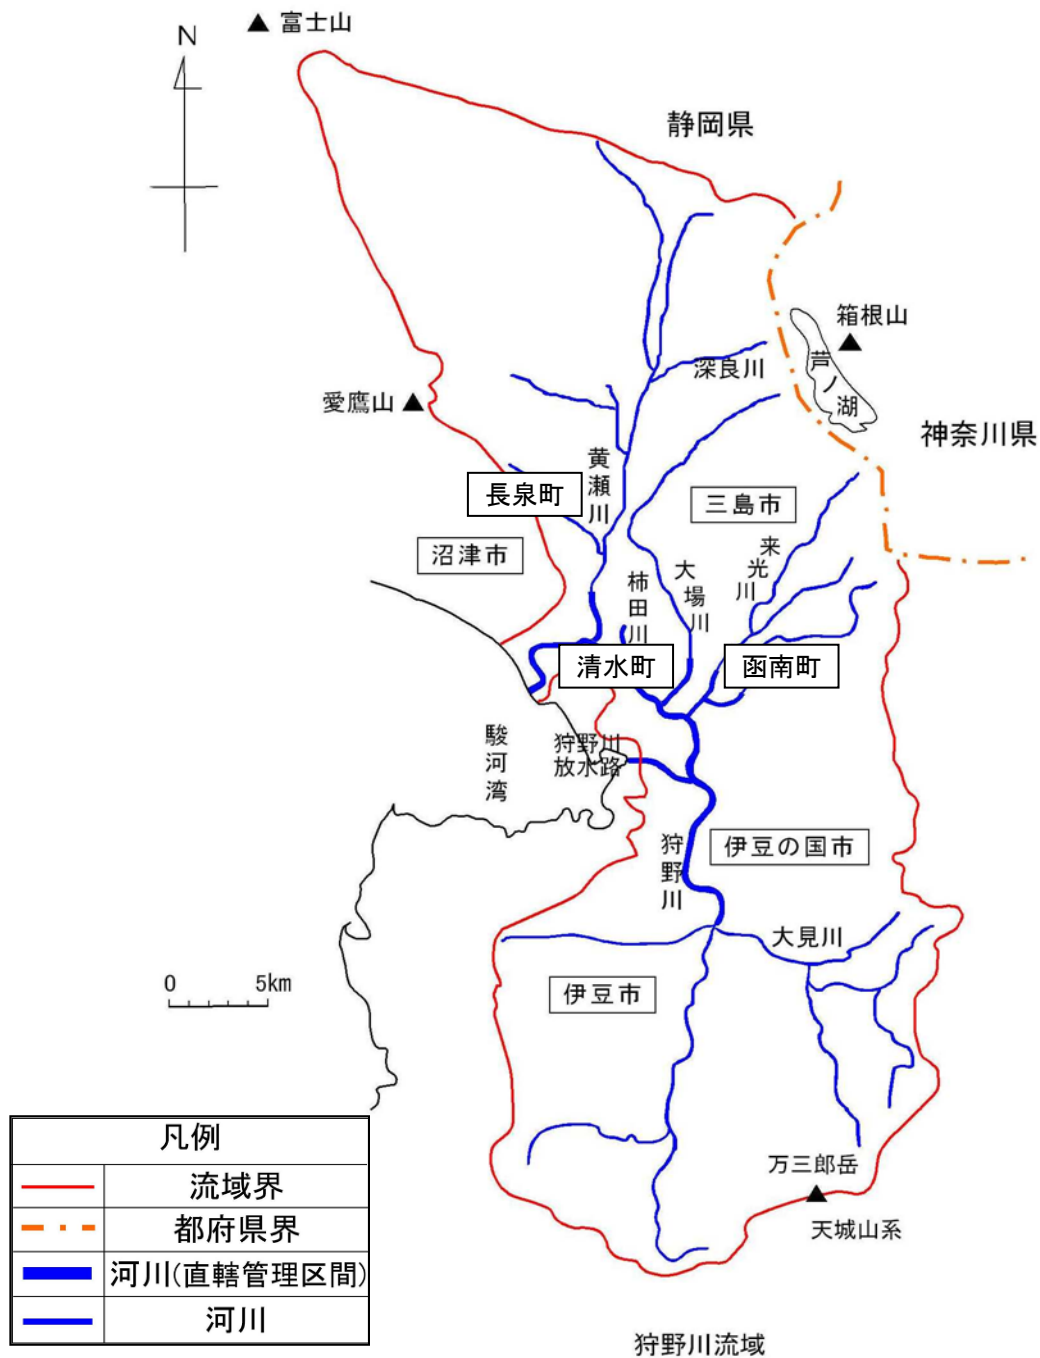 富士山
N
静岡県
箱根山
芦ノ湖
深良川
愛鷹山
神奈川県
黄瀬川
長泉町
三島市
沼津市
来光川
大場川
柿田川
清水町
函南町
駿河湾
狩野川
放水路
伊豆の国市
狩野川
大見川
0 5km
伊豆市
万三郎岳
天城山系
凡例
流域界
都府県界
河川(直轄管理区間)
河川
狩野川流域